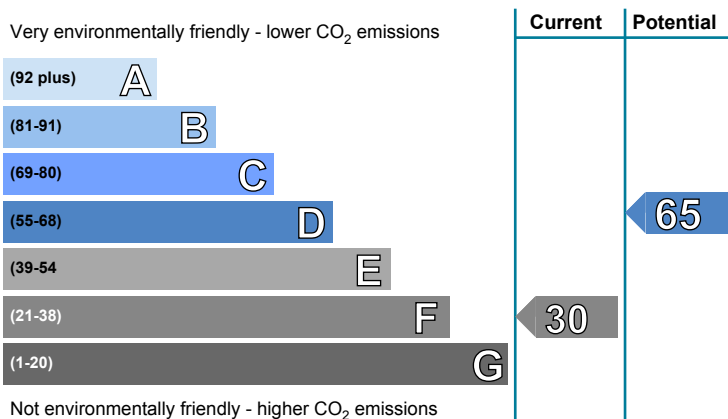 Current Potential
Very environmentally friendly - lower CO2 emissions
(92 plus) A
(81-91) B
(69-80) C
(55-68) D
65
(39-54 E
(21-38) F 30
(1-20) G
Not environmentally friendly - higher CO2 emissions